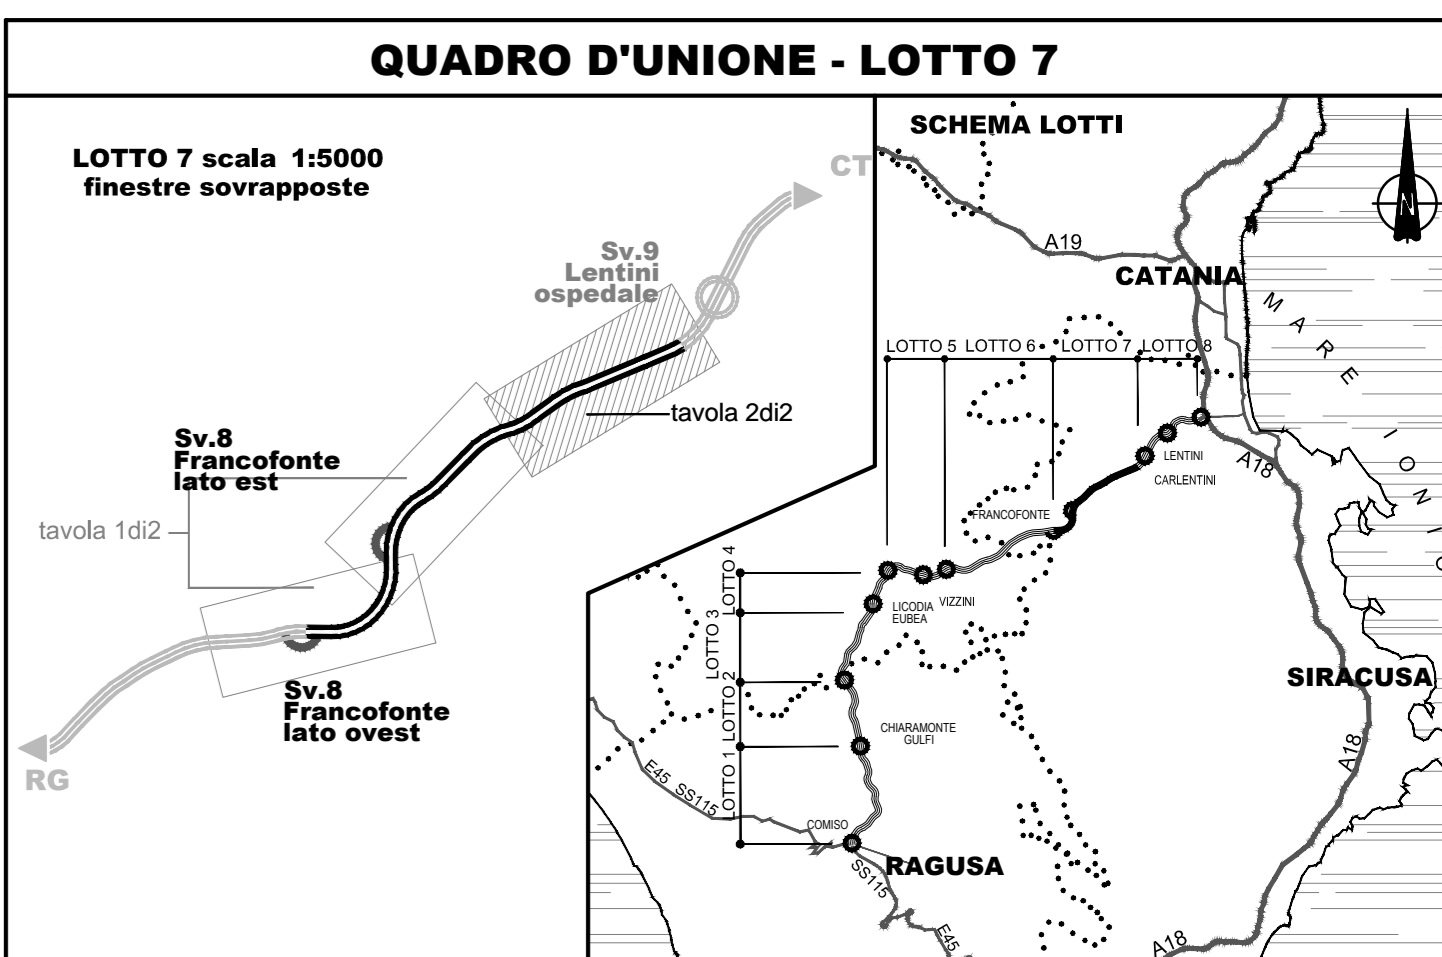 QUADRO D'UNIONE - LOTTO 7
LOTTO 7 scala 1:5000
finestre sovrapposte
CT
Sv.9
Lentini
ospedale
tavola 2di2
Sv.8
Francofonte
lato est
tavola 1di2
Sv.8
Francofonte
lato ovest
RG
SCHEMA LOTTI
N
A19
CATANIA
MARE
IONIO
LOTTO 5
LOTTO 6
LOTTO 7
LOTTO 8
A18
LENTINI
CARLENTINI
FRANCOFONTE
LOTTO 4
LOTTO 3
LOTTO 2
LOTTO 1
VIZZINI
LICODIA
EUBEA
SIRACUSA
CHIARAMONTE
GULFI
A18
E45 SS115
COMISO
RAGUSA
SS115
E45
A18